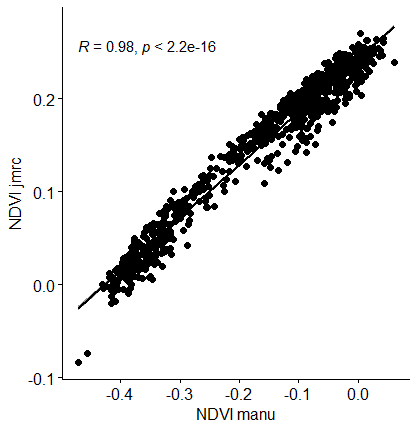 R = 0.98, p < 2.2e-16
NDVI jmrc
0.2
0.1
0.0
-0.1
-0.4 -0.3 -0.2 -0.1 0.0
NDVI manu